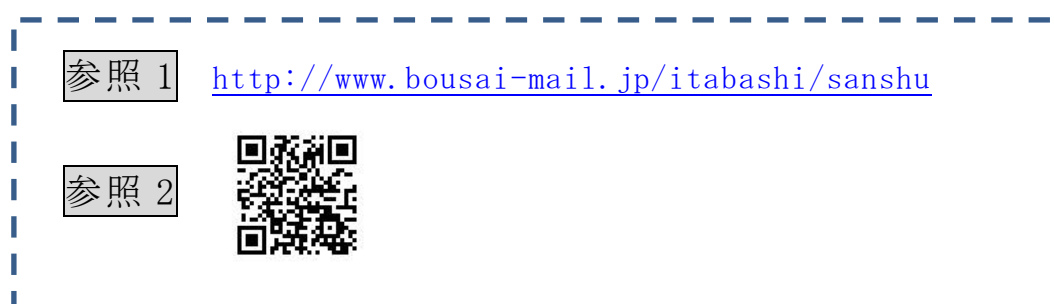 参照 1 http://www.bousai-mail.jp/itabashi/sanshu
参照 2